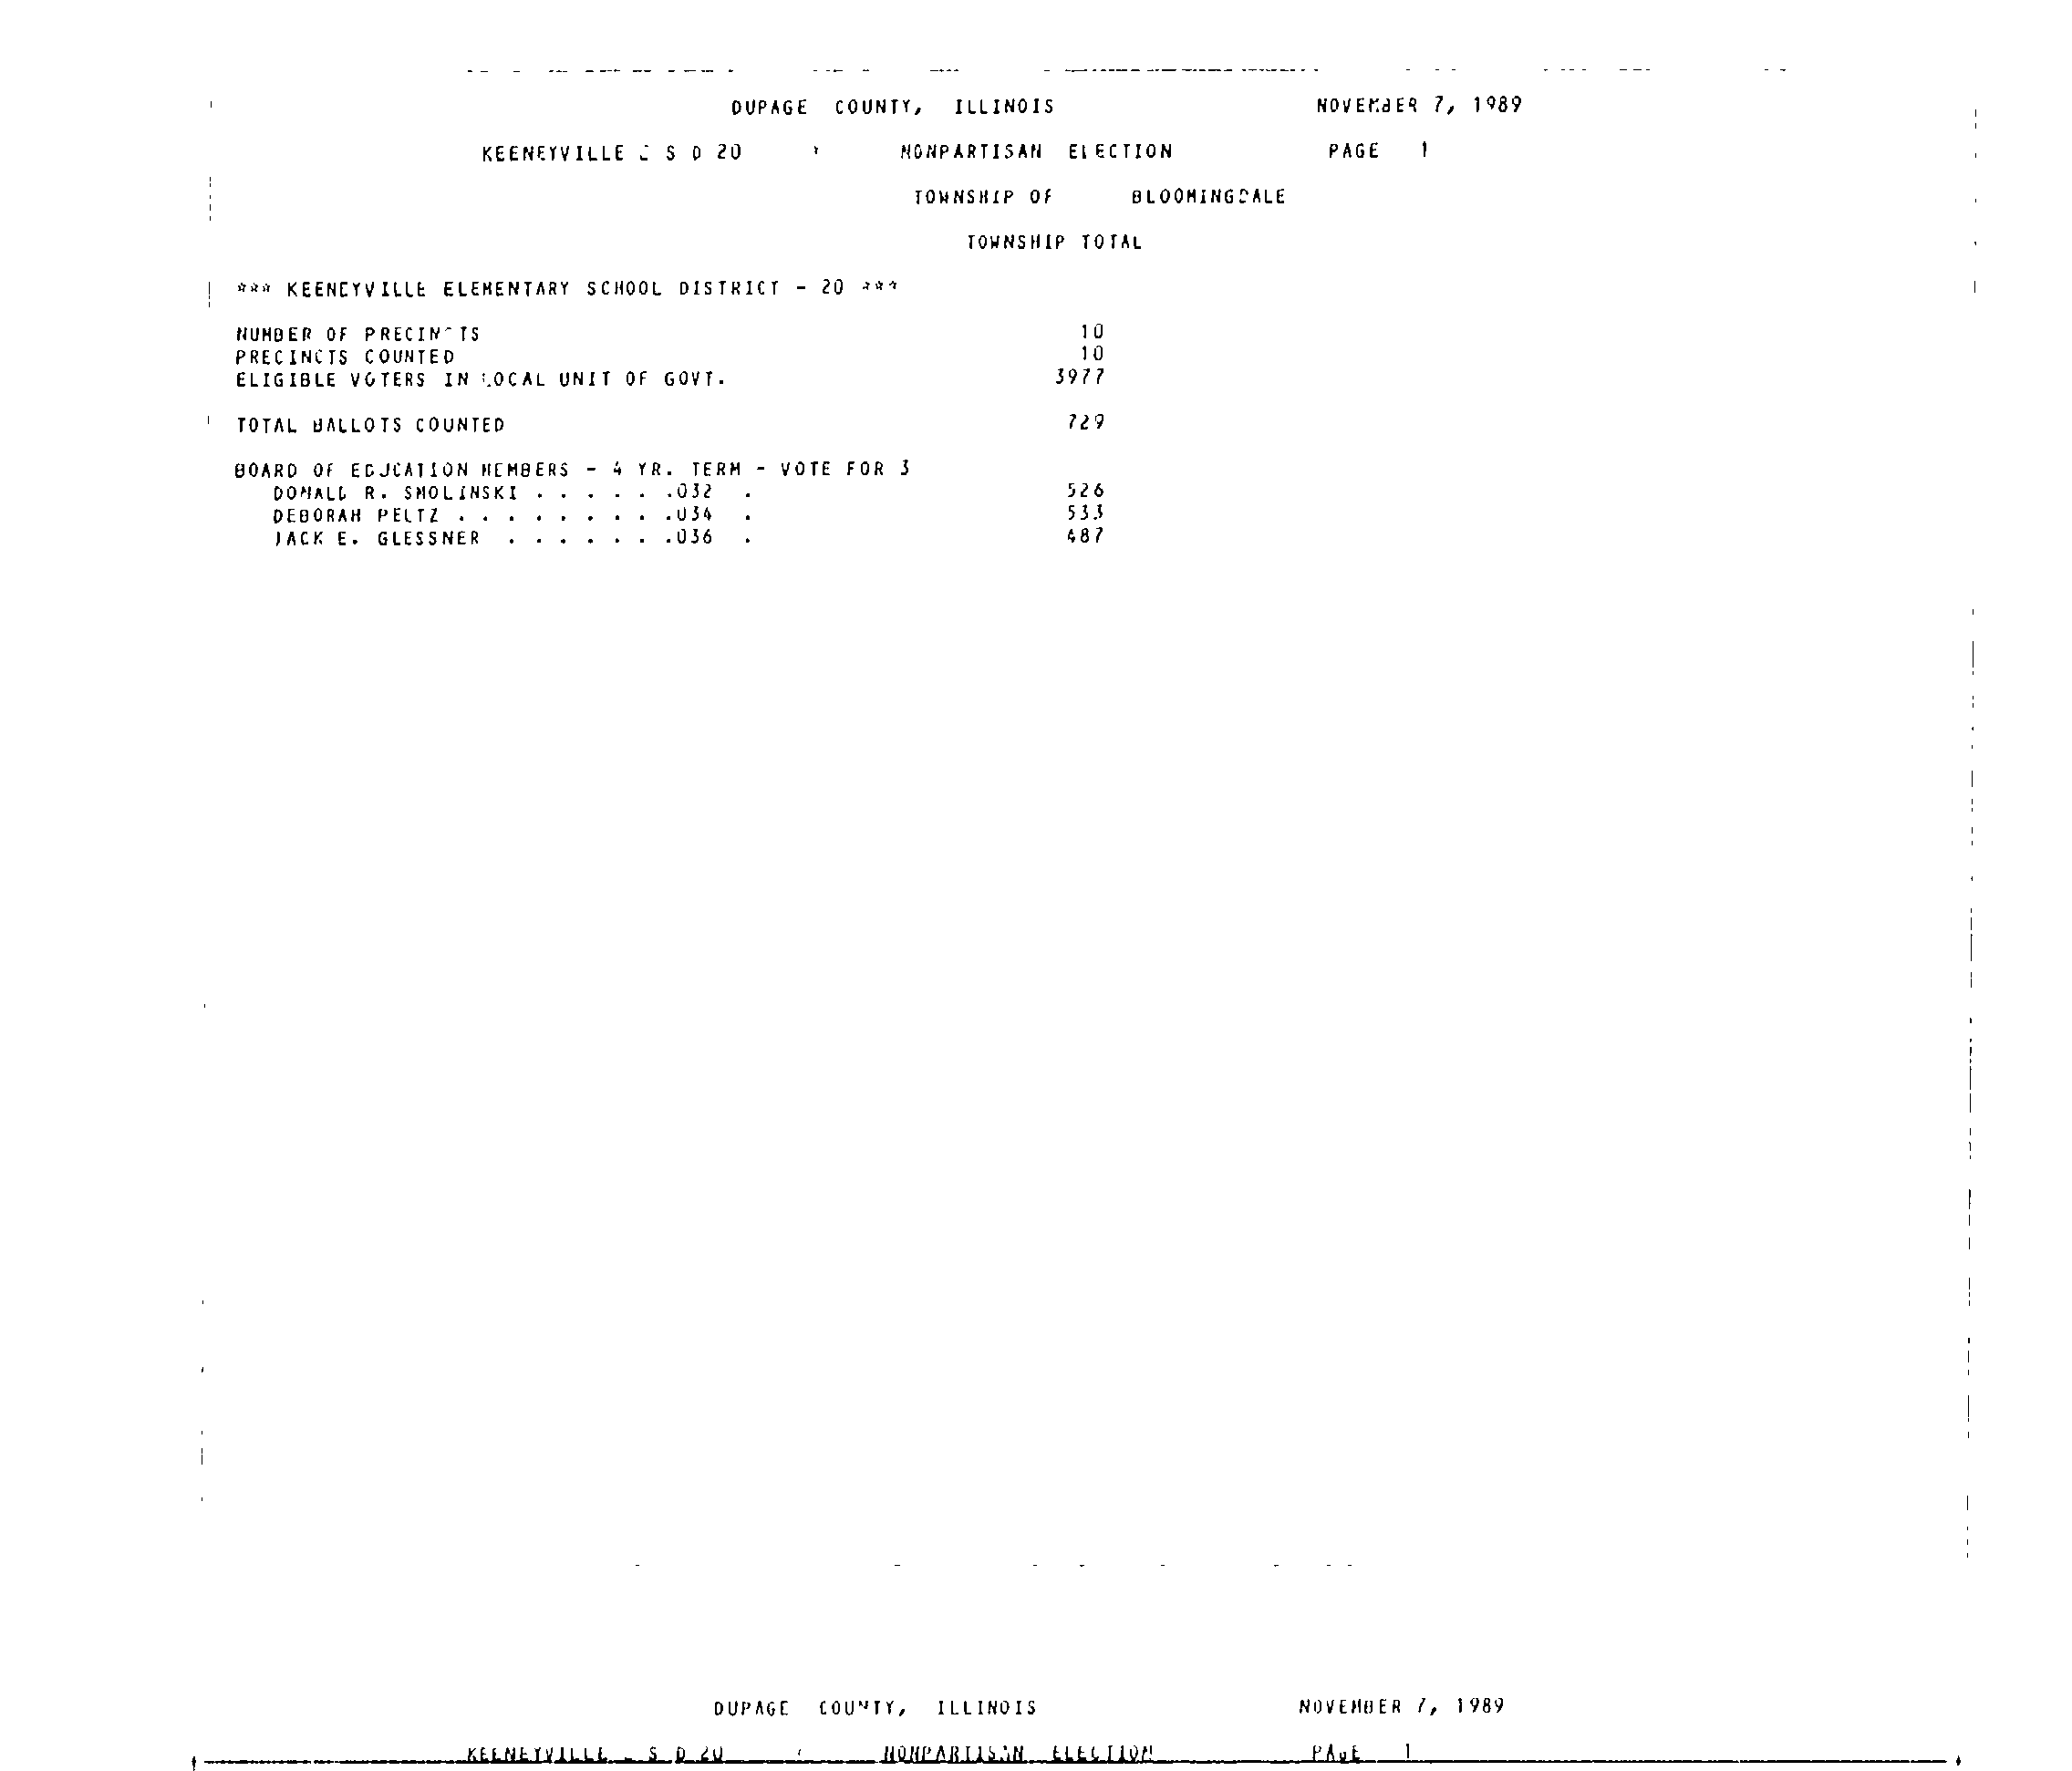 DUPAGE COUNTY, ILLINOIS NOVEMBER 7, 1989
KEENEYVILLE S D 20 NONPARTISAN ELECTION PAGE 1
TOWNSHIP OF BLOOMINGDALE
TOWNSHIP TOTAL
*** KEENEYVILLE ELEMENTARY SCHOOL DISTRICT - 20 ***
NUMBER OF PRECINCTS 10
PRECINCTS COUNTED 10
ELIGIBLE VOTERS IN LOCAL UNIT OF GOVT. 3977
TOTAL BALLOTS COUNTED 729
BOARD OF EDUCATION MEMBERS - 4 YR. TERM - VOTE FOR 3
DONALD R. SMOLINSKI . . . . . .032 . 526
DEBORAH PELTZ . . . . . . . . .034 . 533
JACK E. GLESSNER . . . . . . .036 . 487
DUPAGE COUNTY, ILLINOIS NOVEMBER 7, 1989
KEENEYVILLE S D 20 NONPARTISAN ELECTION PAGE 1